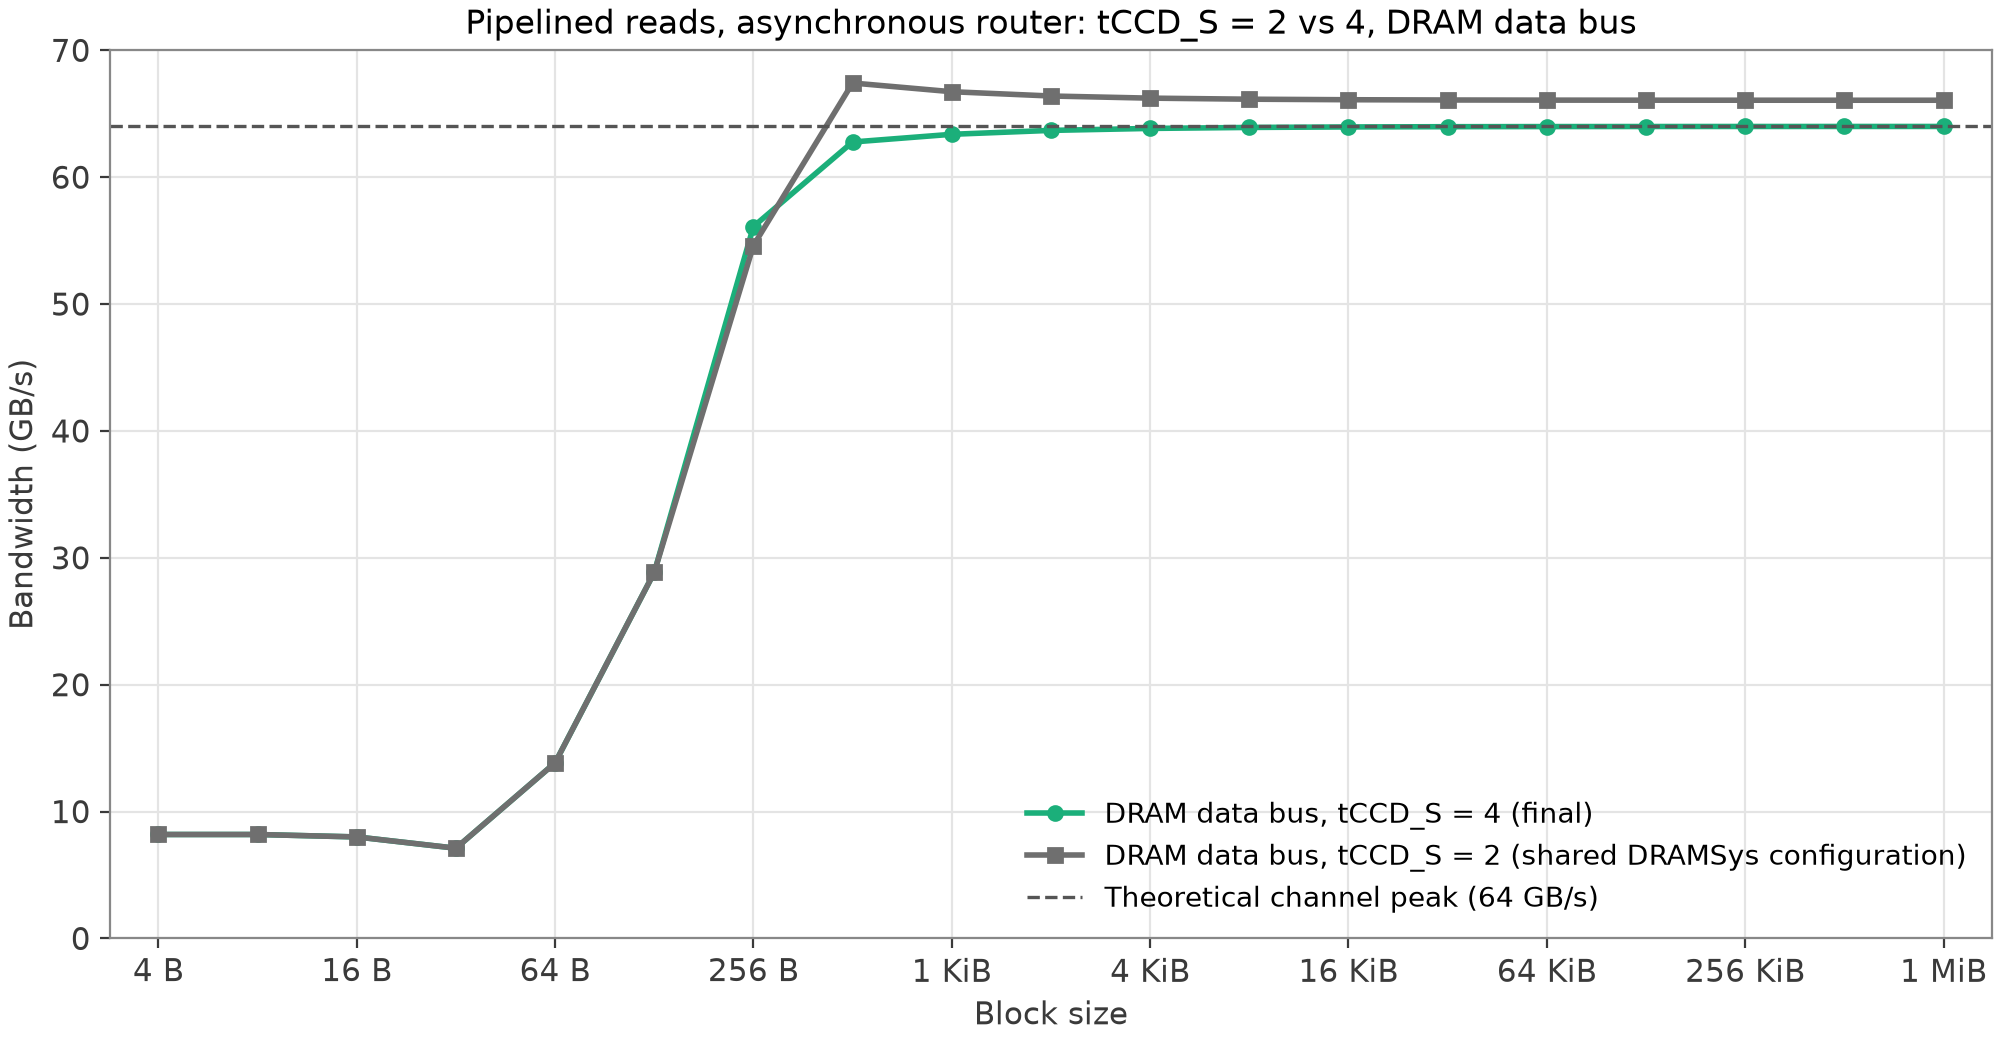 Pipelined reads, asynchronous router: tCCD_S = 2 vs 4, DRAM data bus
70
60
50
40
30
20
10
0
Bandwidth (GB/s)
DRAM data bus, tCCD_S = 4 (final)
DRAM data bus, tCCD_S = 2 (shared DRAMSys configuration)
Theoretical channel peak (64 GB/s)
4 B 16 B 64 B 256 B 1 KiB 4 KiB 16 KiB 64 KiB 256 KiB 1 MiB
Block size